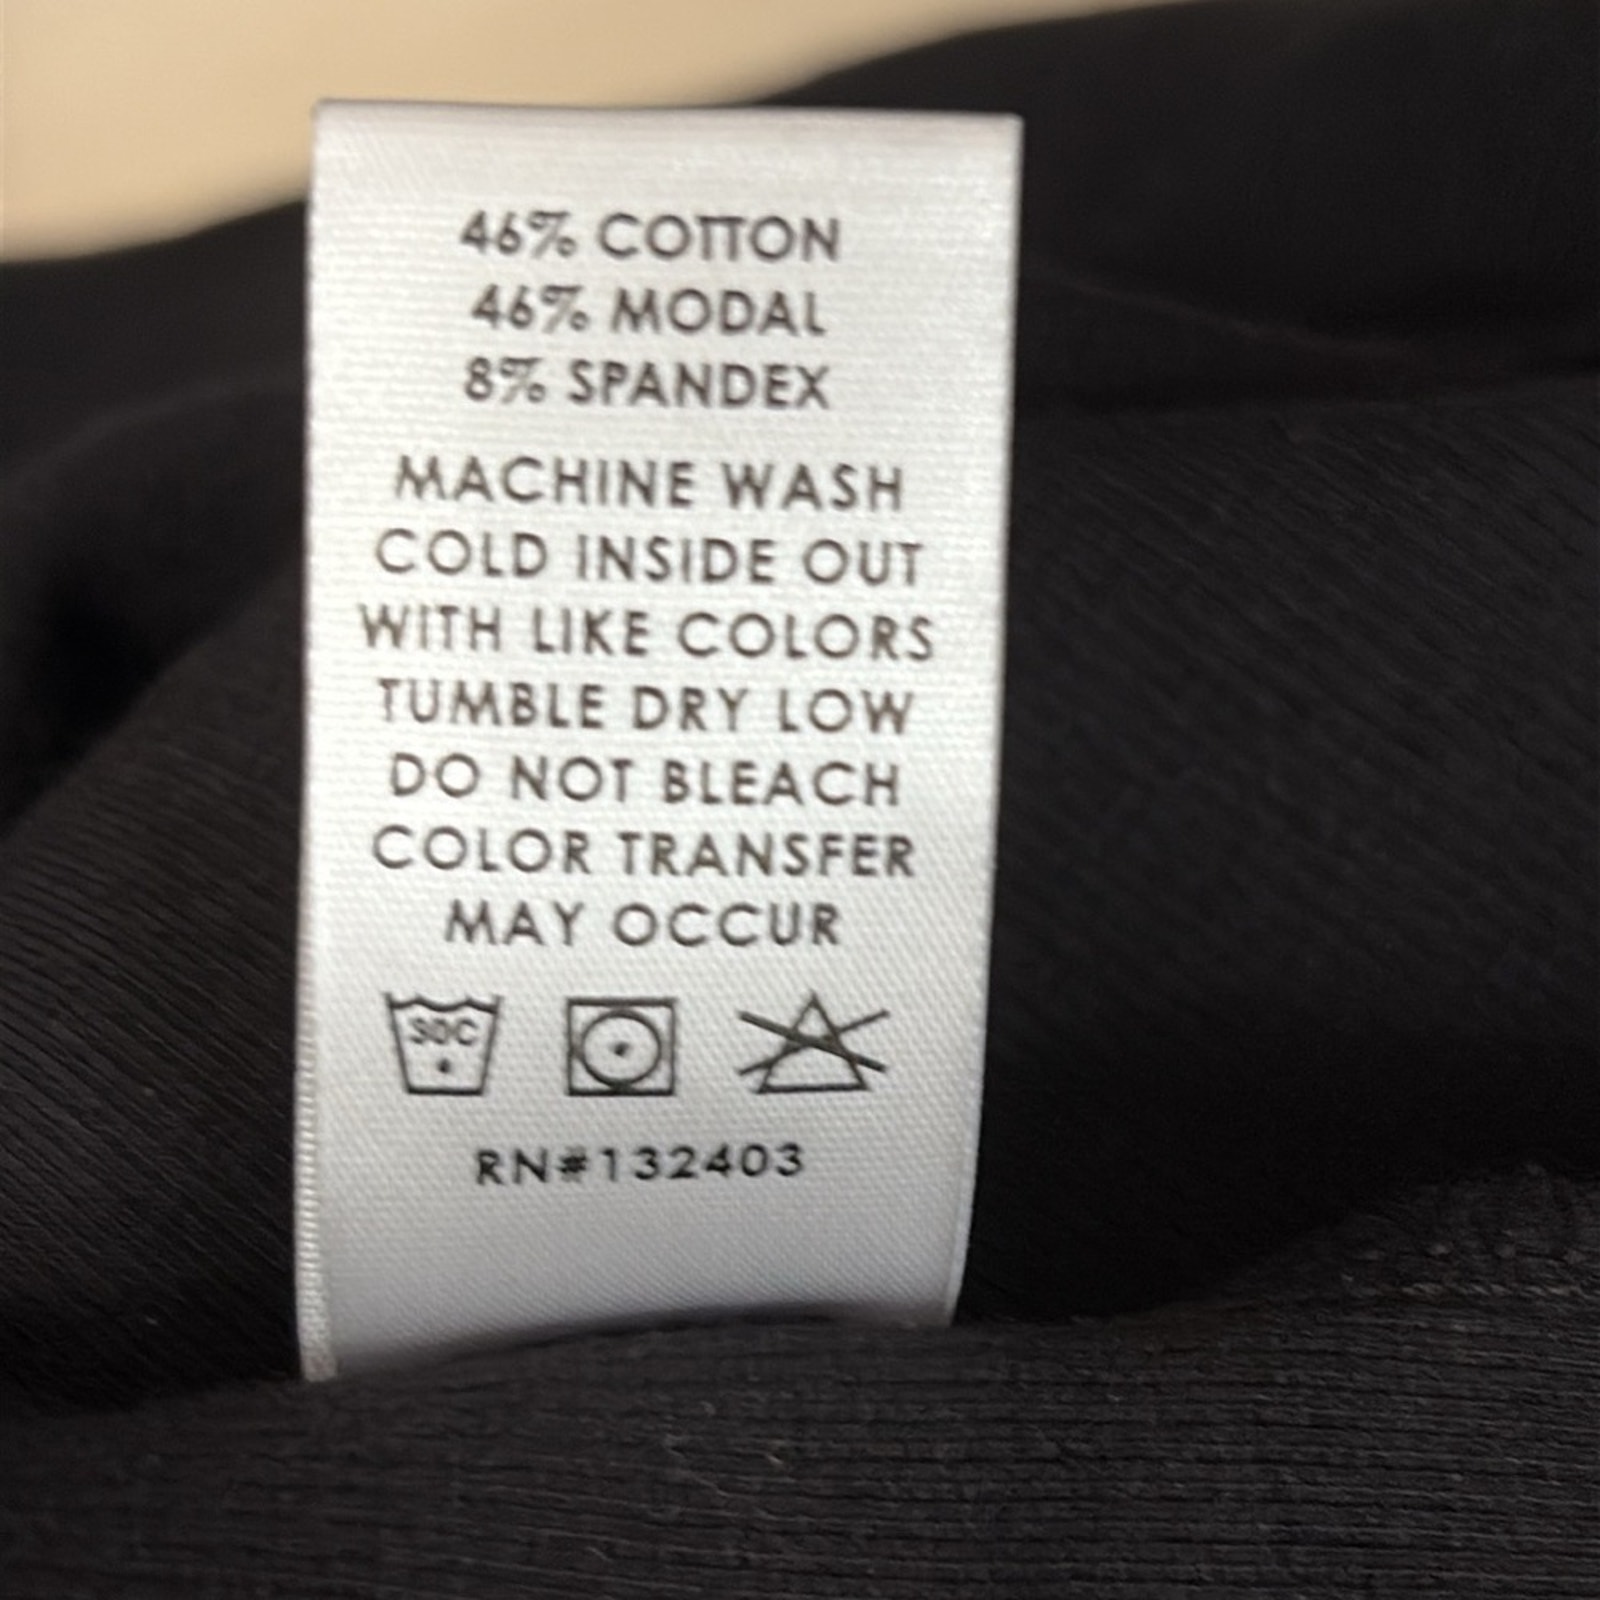 46% COTTON
46% MODAL
8% SPANDEX
MACHINE WASH
COLD INSIDE OUT
WITH LIKE COLORS
TUMBLE DRY LOW
DO NOT BLEACH
COLOR TRANSFER
MAY OCCUR
30C
RN#132403